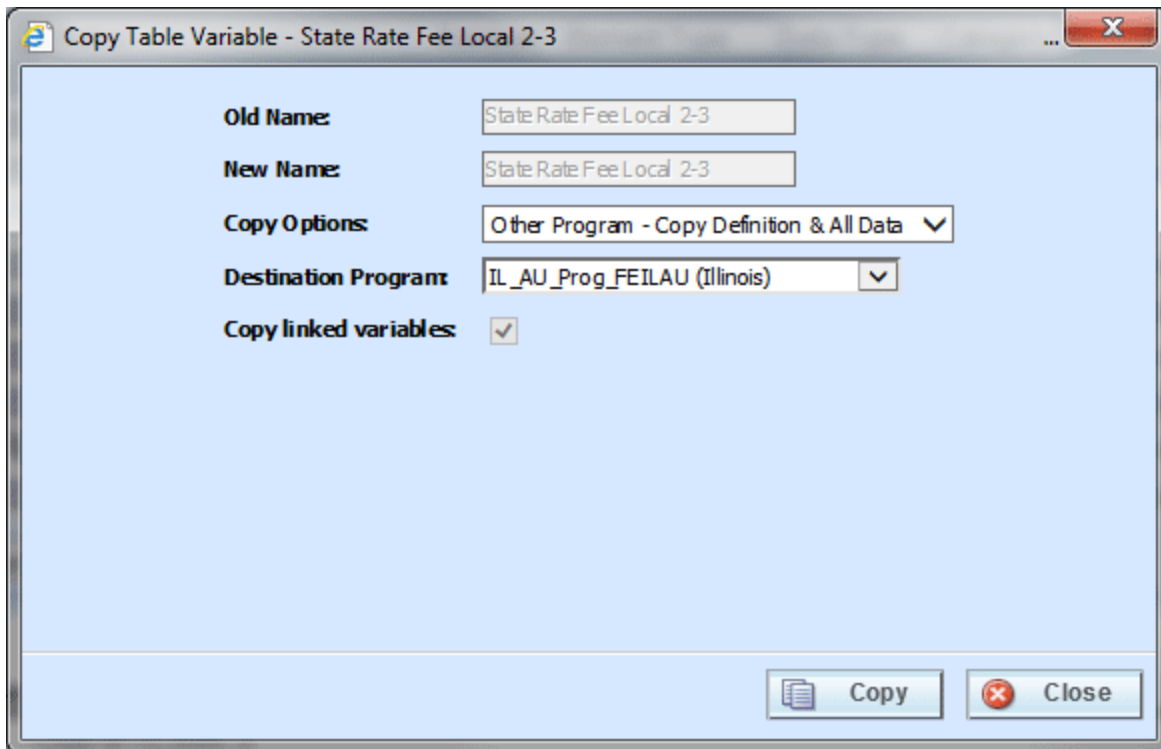 Copy Table Variable - State Rate Fee Local 2-3 ...
Old Name: State Rate Fee Local 2-3
New Name: State Rate Fee Local 2-3
Copy Options: Other Program - Copy Definition & All Data
Destination Program: IL_AU_Prog_FEILAU (Illinois)
Copy linked variables:
Copy Close